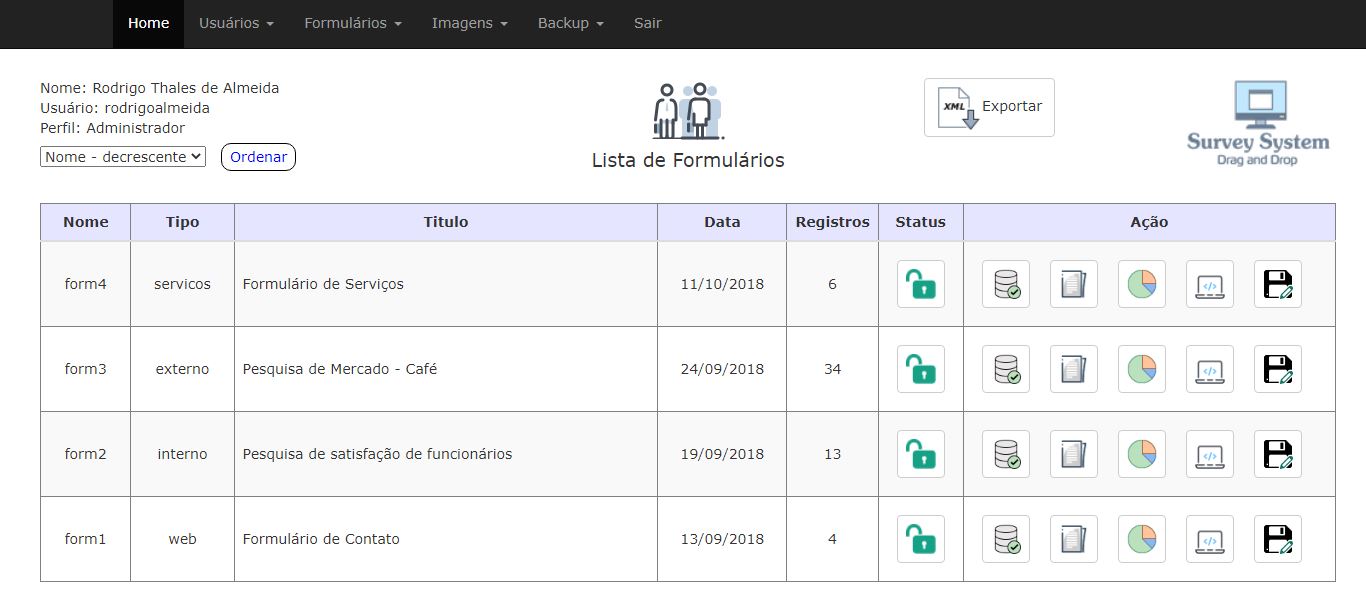 Home Usuários Formulários Imagens Backup Sair
Nome: Rodrigo Thales de Almeida
Usuário: rodrigoalmeida
Perfil: Administrador
Nome - decrescente Ordenar
Lista de Formulários
XML Exportar
Survey System
Drag and Drop
Nome Tipo Titulo Data Registros Status Ação
form4 servicos Formulário de Serviços 11/10/2018 6
form3 externo Pesquisa de Mercado - Café 24/09/2018 34
form2 interno Pesquisa de satisfação de funcionários 19/09/2018 13
form1 web Formulário de Contato 13/09/2018 4